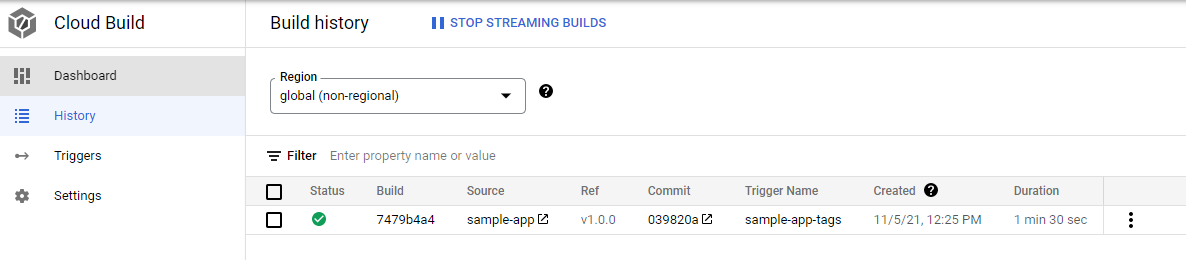 Cloud Build
Build history
STOP STREAMING BUILDS
Dashboard
History
Triggers
Settings
Region
global (non-regional)
?
Filter Enter property name or value
Status Build Source Ref Commit Trigger Name Created ? Duration
7479b4a4 sample-app v1.0.0 039820a sample-app-tags 11/5/21, 12:25 PM 1 min 30 sec